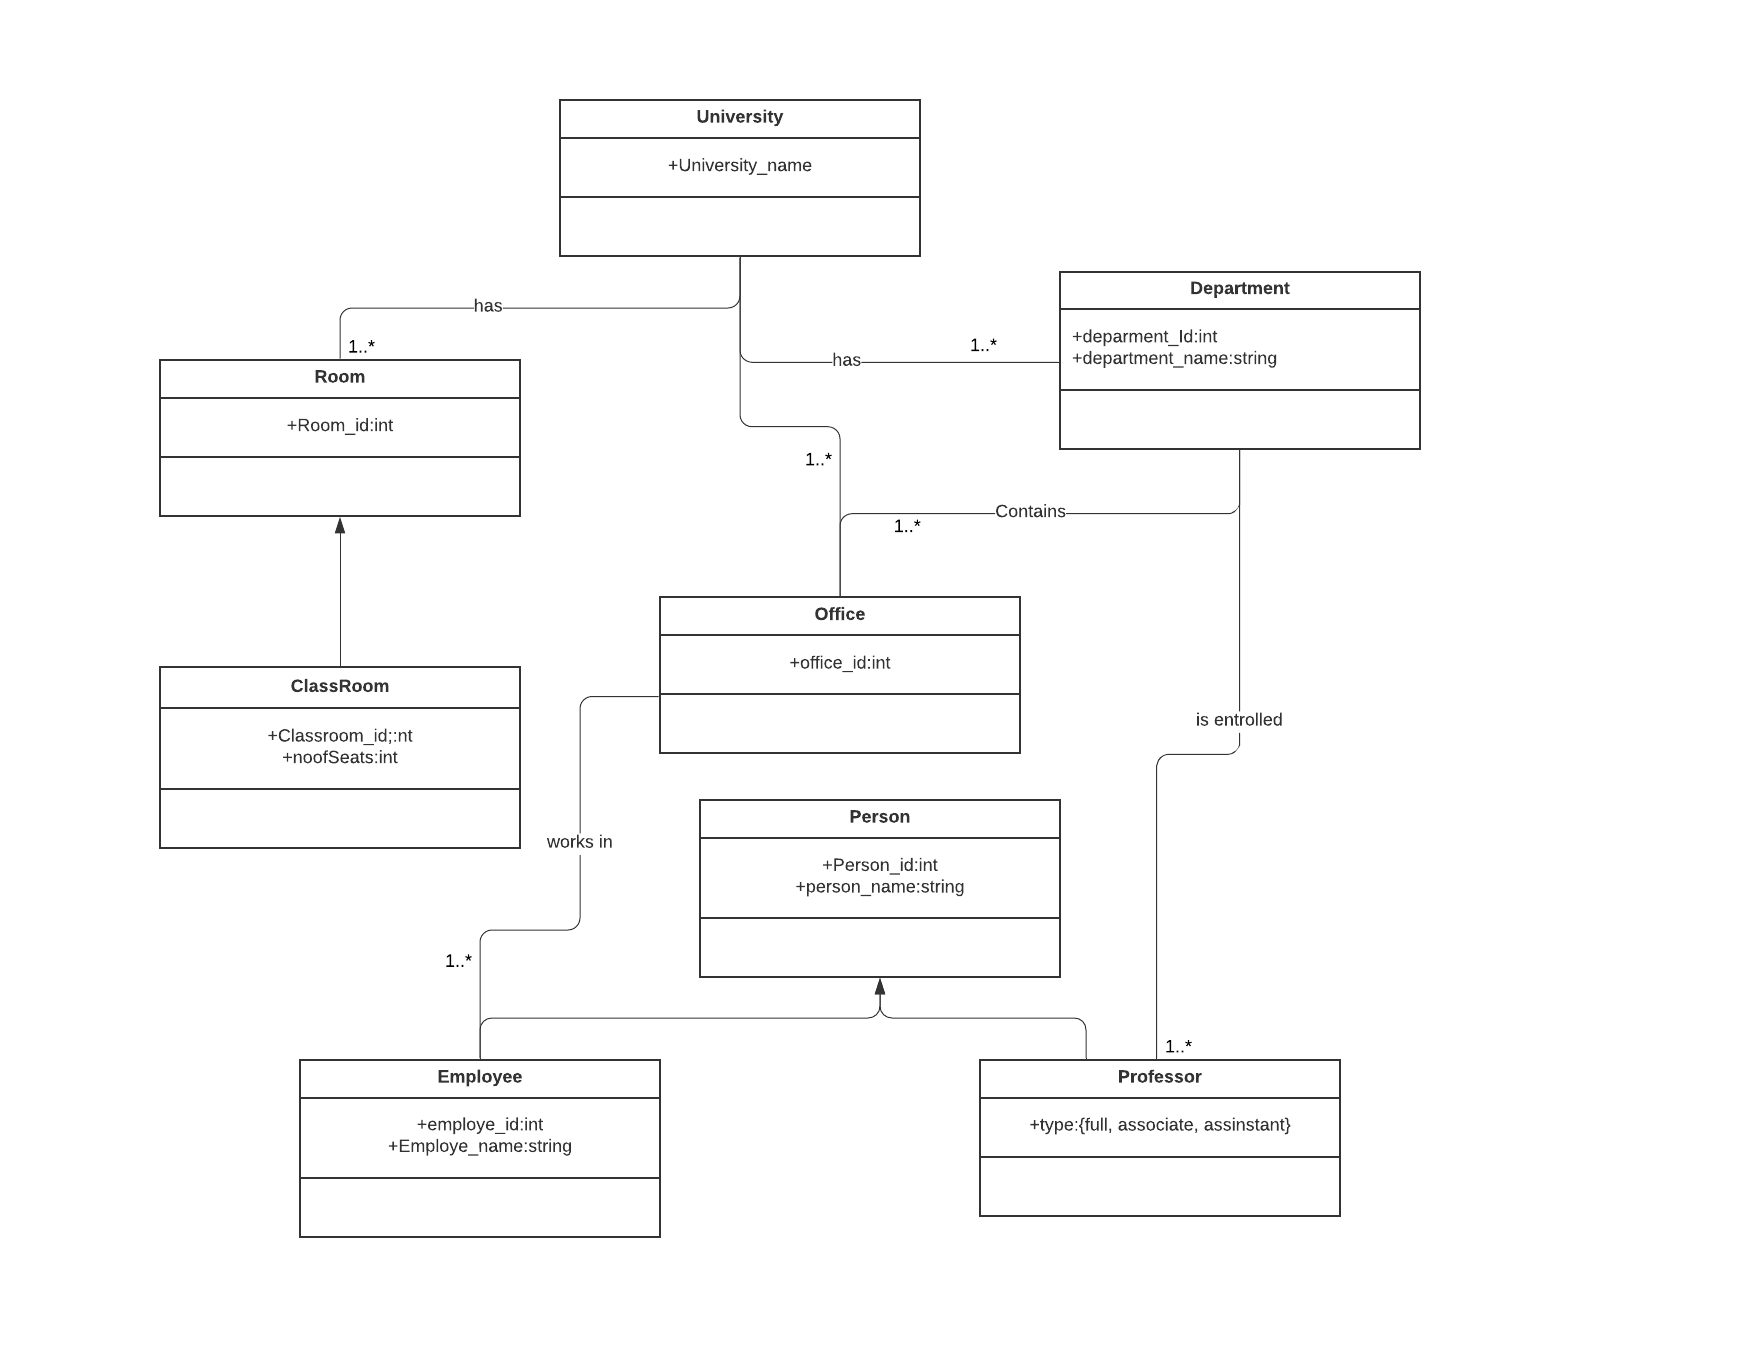 University
+University_name
Department
+deparment_Id:int
+department_name:string
has
1..*
has
1..*
Room
+Room_id:int
1..*
Contains
1..*
Office
+office_id:int
ClassRoom
+Classroom_id;:nt
+noofSeats:int
is entrolled
works in
Person
+Person_id:int
+person_name:string
1..*
1..*
Employee
+employe_id:int
+Employe_name:string
Professor
+type:{full, associate, assinstant}